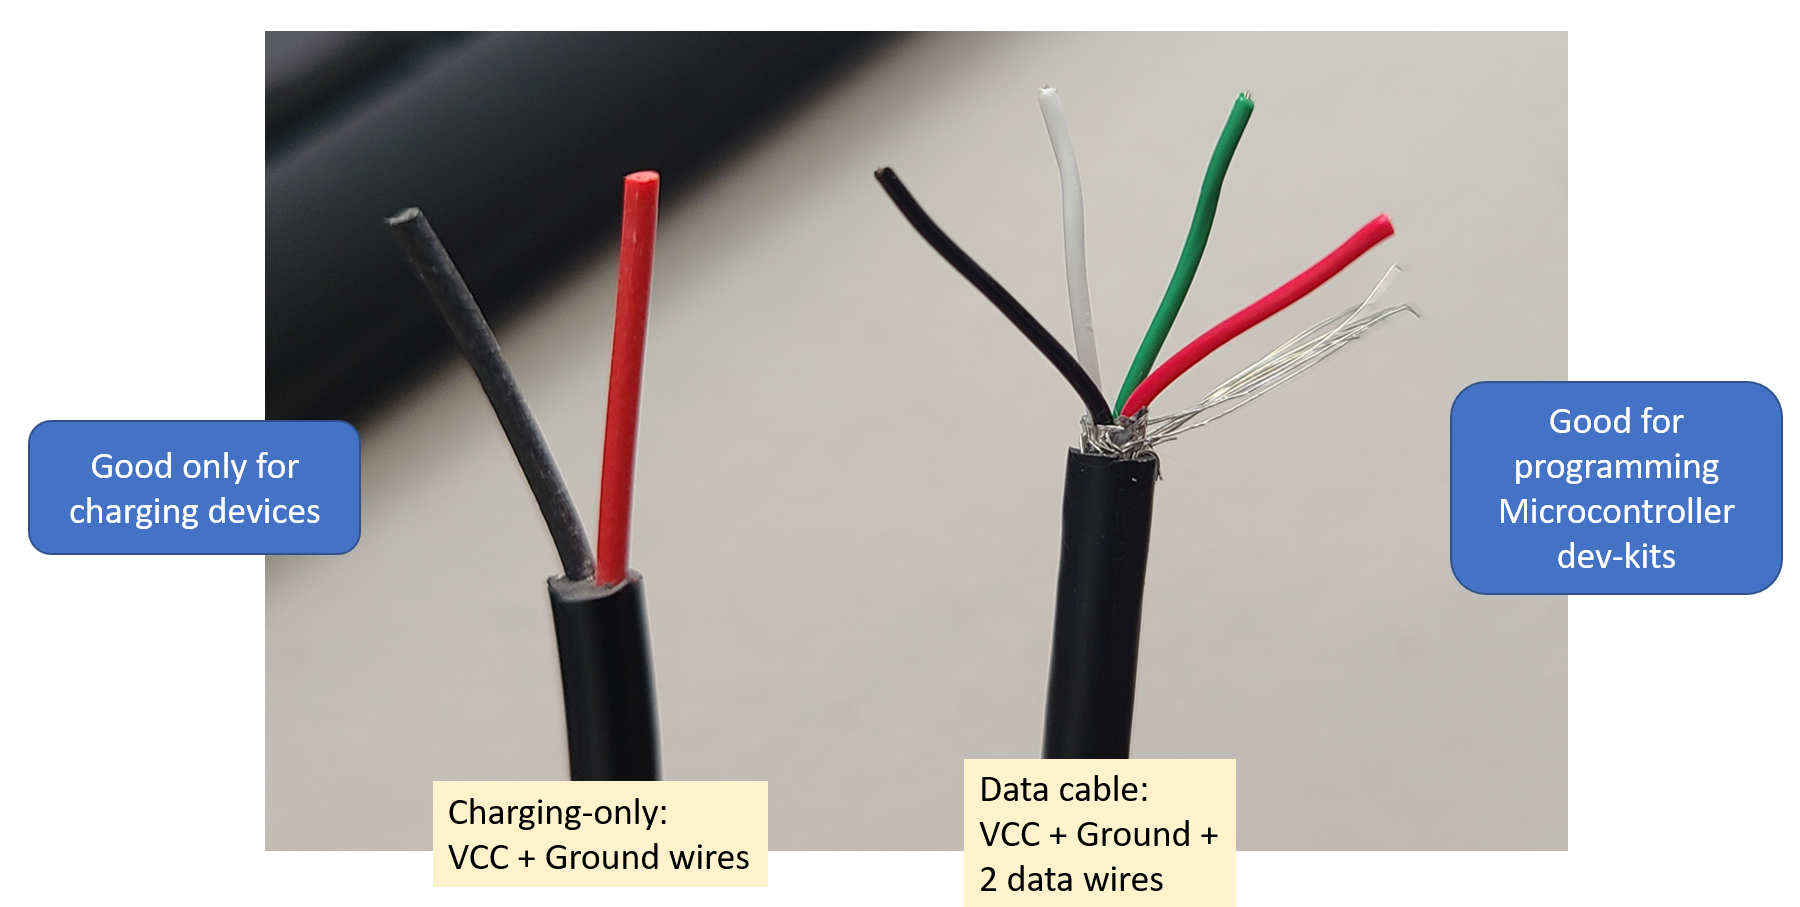 Good only for
charging devices
Good for
programming
Microcontroller
dev-kits
Charging-only:
VCC + Ground wires
Data cable:
VCC + Ground +
2 data wires